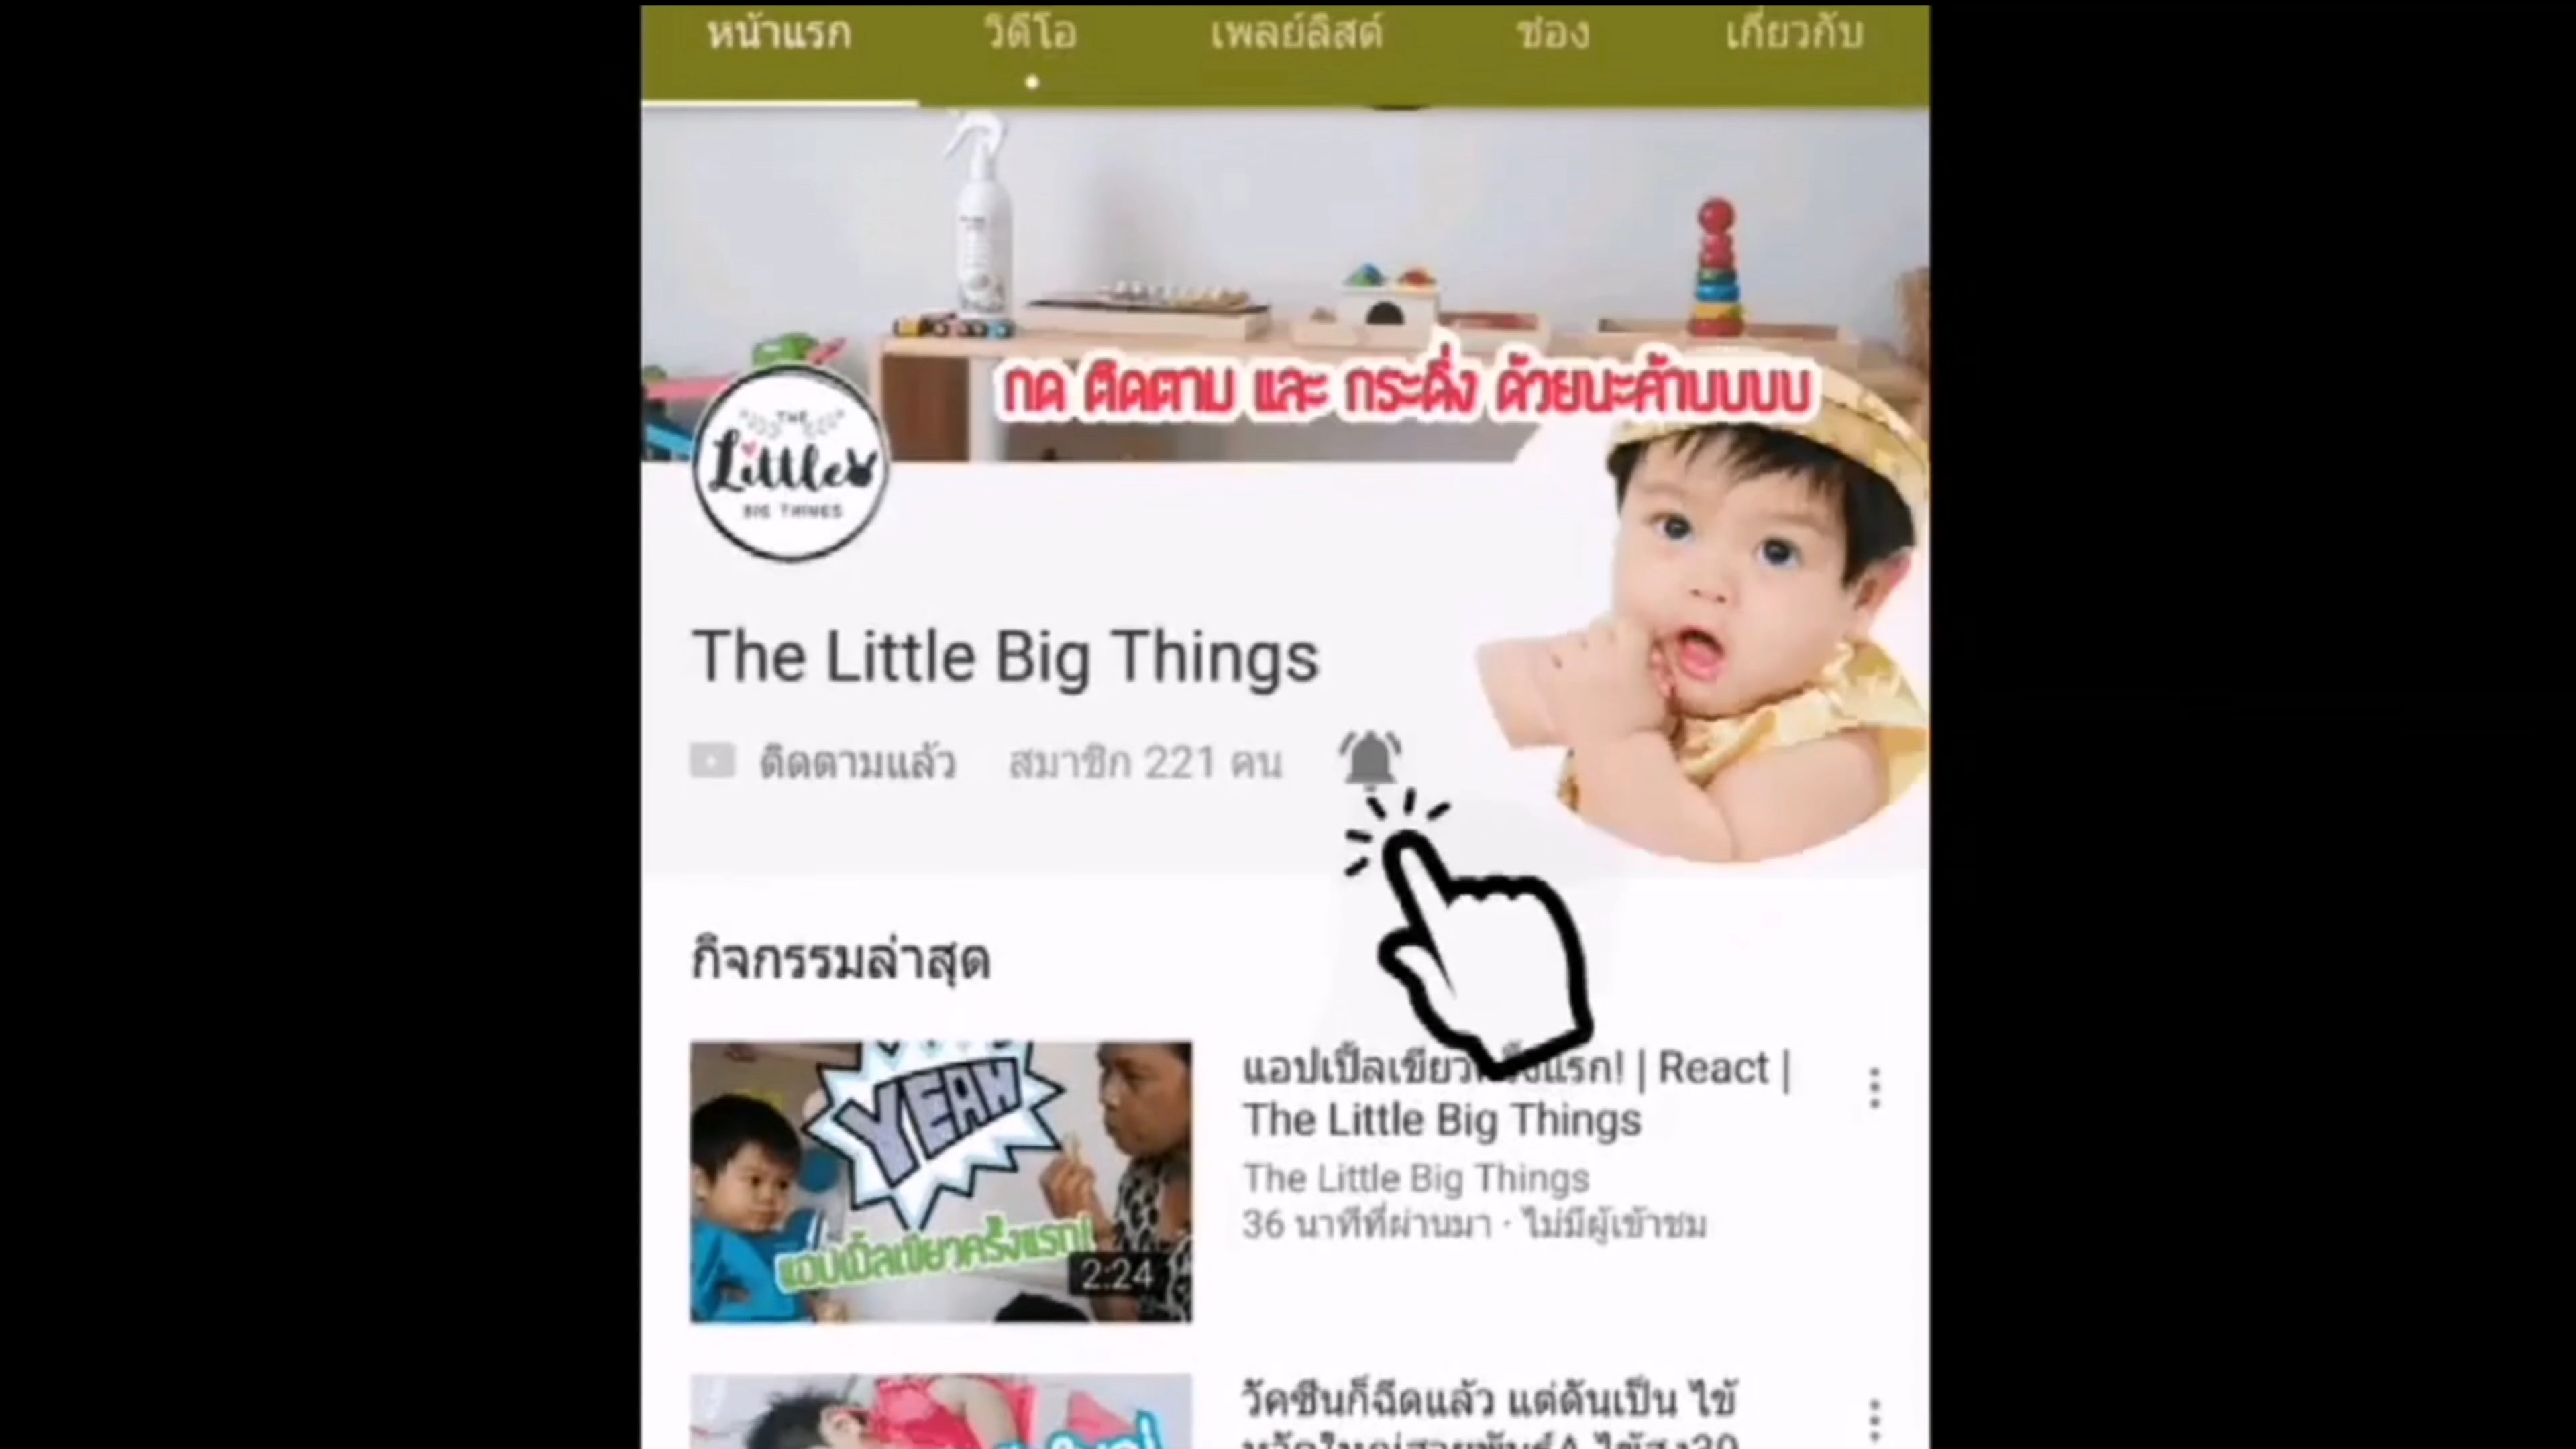 หน้าแรก วิดีโอ เพลย์ลิสต์ ช่อง เกี่ยวกับ
กด ติดตาม และ กระดิ่ง ด้วยนะค้าบบบบ
THE
Little
BIG THINGS
The Little Big Things
ติดตามแล้ว สมาชิก 221 คน
กิจกรรมล่าสุด
YEAH
แอปเปิ้ลเขียวครั้งแรก!
2:24
แอปเปิ้ลเขียว แรก! | React |
The Little Big Things
The Little Big Things
36 นาทีที่ผ่านมา · ไม่มีผู้เข้าชม
วัคซีนก็ฉีดแล้ว แต่ดันเป็น ไข้